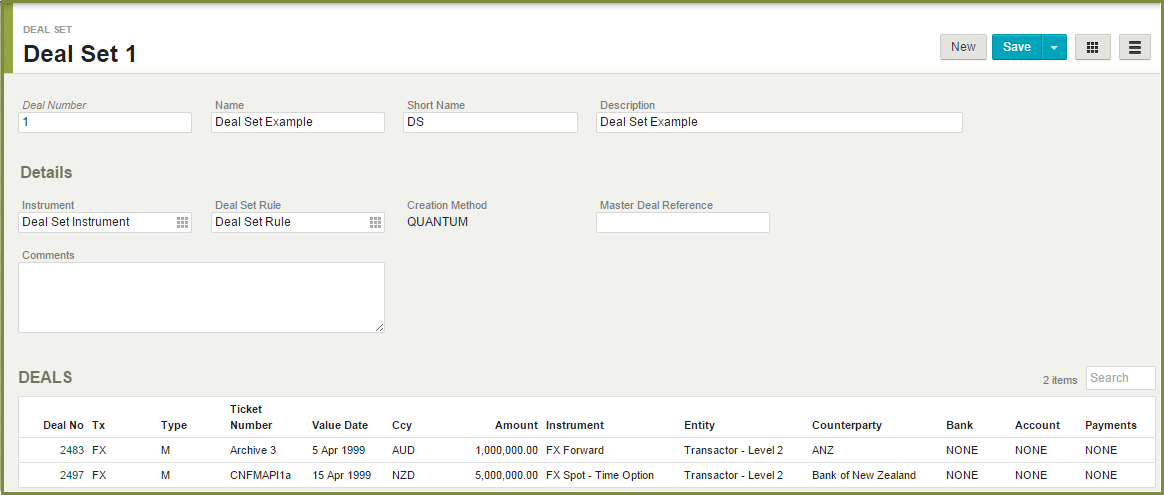 DEAL SET
Deal Set 1
New Save
Deal Number Name Short Name Description
1 Deal Set Example DS Deal Set Example
Details
Instrument Deal Set Rule Creation Method Master Deal Reference
Deal Set Instrument Deal Set Rule QUANTUM
Comments
DEALS 2 items Search
Deal No Tx Type Ticket Number Value Date Ccy Amount Instrument Entity Counterparty Bank Account Payments
2483 FX M Archive 3 5 Apr 1999 AUD 1,000,000.00 FX Forward Transactor - Level 2 ANZ NONE NONE NONE
2497 FX M CNFMAPI1a 15 Apr 1999 NZD 5,000,000.00 FX Spot - Time Option Transactor - Level 2 Bank of New Zealand NONE NONE NONE